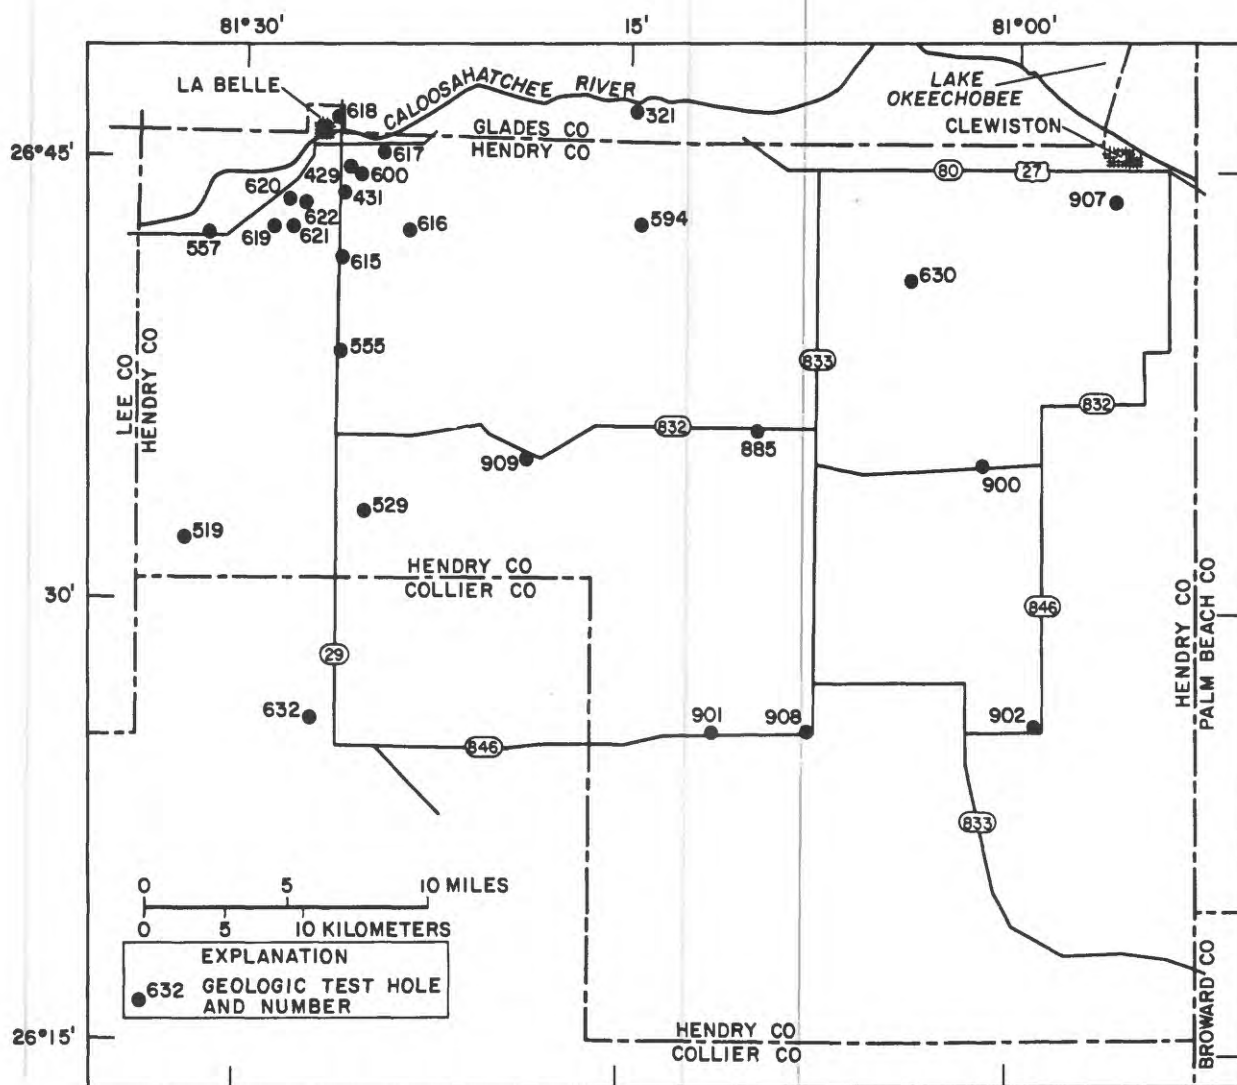 81°30'
15'
81°00'
LA BELLE
618
CALOOSAHATCHEE RIVER
321
LAKE
OKEECHOBEE
CLEWISTON
GLADES CO
HENDRY CO
26°45'
617
429
600
80
27
620
431
907
622
616
594
557
619
621
615
630
555
833
LEE CO
HENDRY CO
832
832
885
909
900
529
519
HENDRY CO
COLLIER CO
30'
846
29
HENDRY CO
PALM BEACH CO
632
901
908
902
846
833
0 5 10 MILES
0 5 10 KILOMETERS
EXPLANATION
632 GEOLOGIC TEST HOLE
AND NUMBER
BROWARD CO
26°15'
HENDRY CO
COLLIER CO